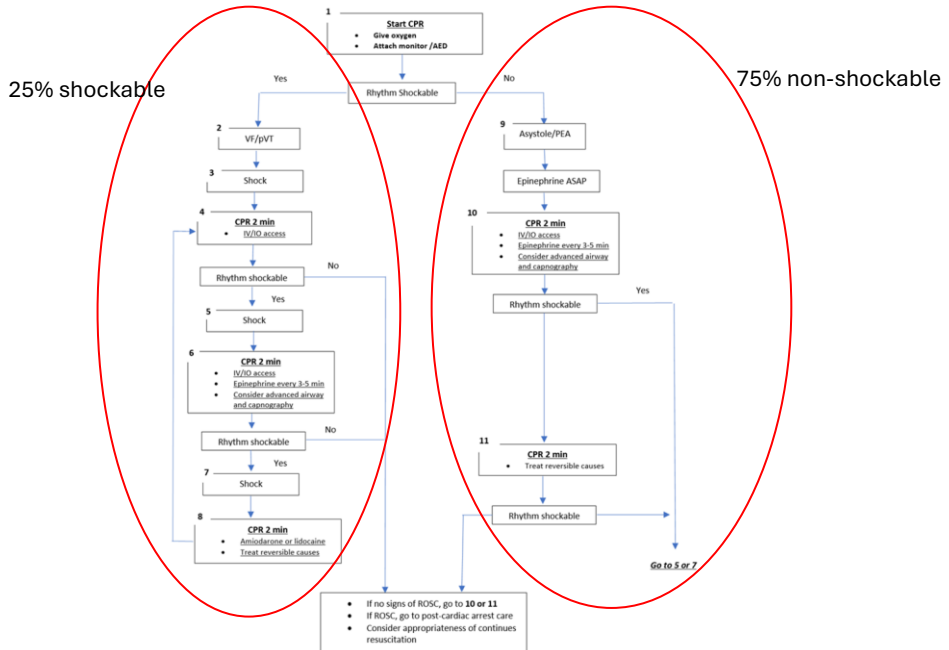 1
Start CPR
• Give oxygen
• Attach monitor /AED
25% shockable
75% non-shockable
Yes
No
Rhythm Shockable
2
VF/pVT
3
Shock
4
CPR 2 min
• IV/IO access
Rhythm shockable
No
Yes
5
Shock
6
CPR 2 min
• IV/IO access
• Epinephrine every 3-5 min
• Consider advanced airway
and capnography
Rhythm shockable
No
Yes
7
Shock
8
CPR 2 min
• Amiodarone or lidocaine
• Treat reversible causes
9
Asystole/PEA
Epinephrine ASAP
10
CPR 2 min
• IV/IO access
• Epinephrine every 3-5 min
• Consider advanced airway
and capnography
Rhythm shockable
Yes
11
CPR 2 min
• Treat reversible causes
Rhythm shockable
Go to 5 or 7
• If no signs of ROSC, go to 10 or 11
• If ROSC, go to post-cardiac arrest care
• Consider appropriateness of continues
resuscitation